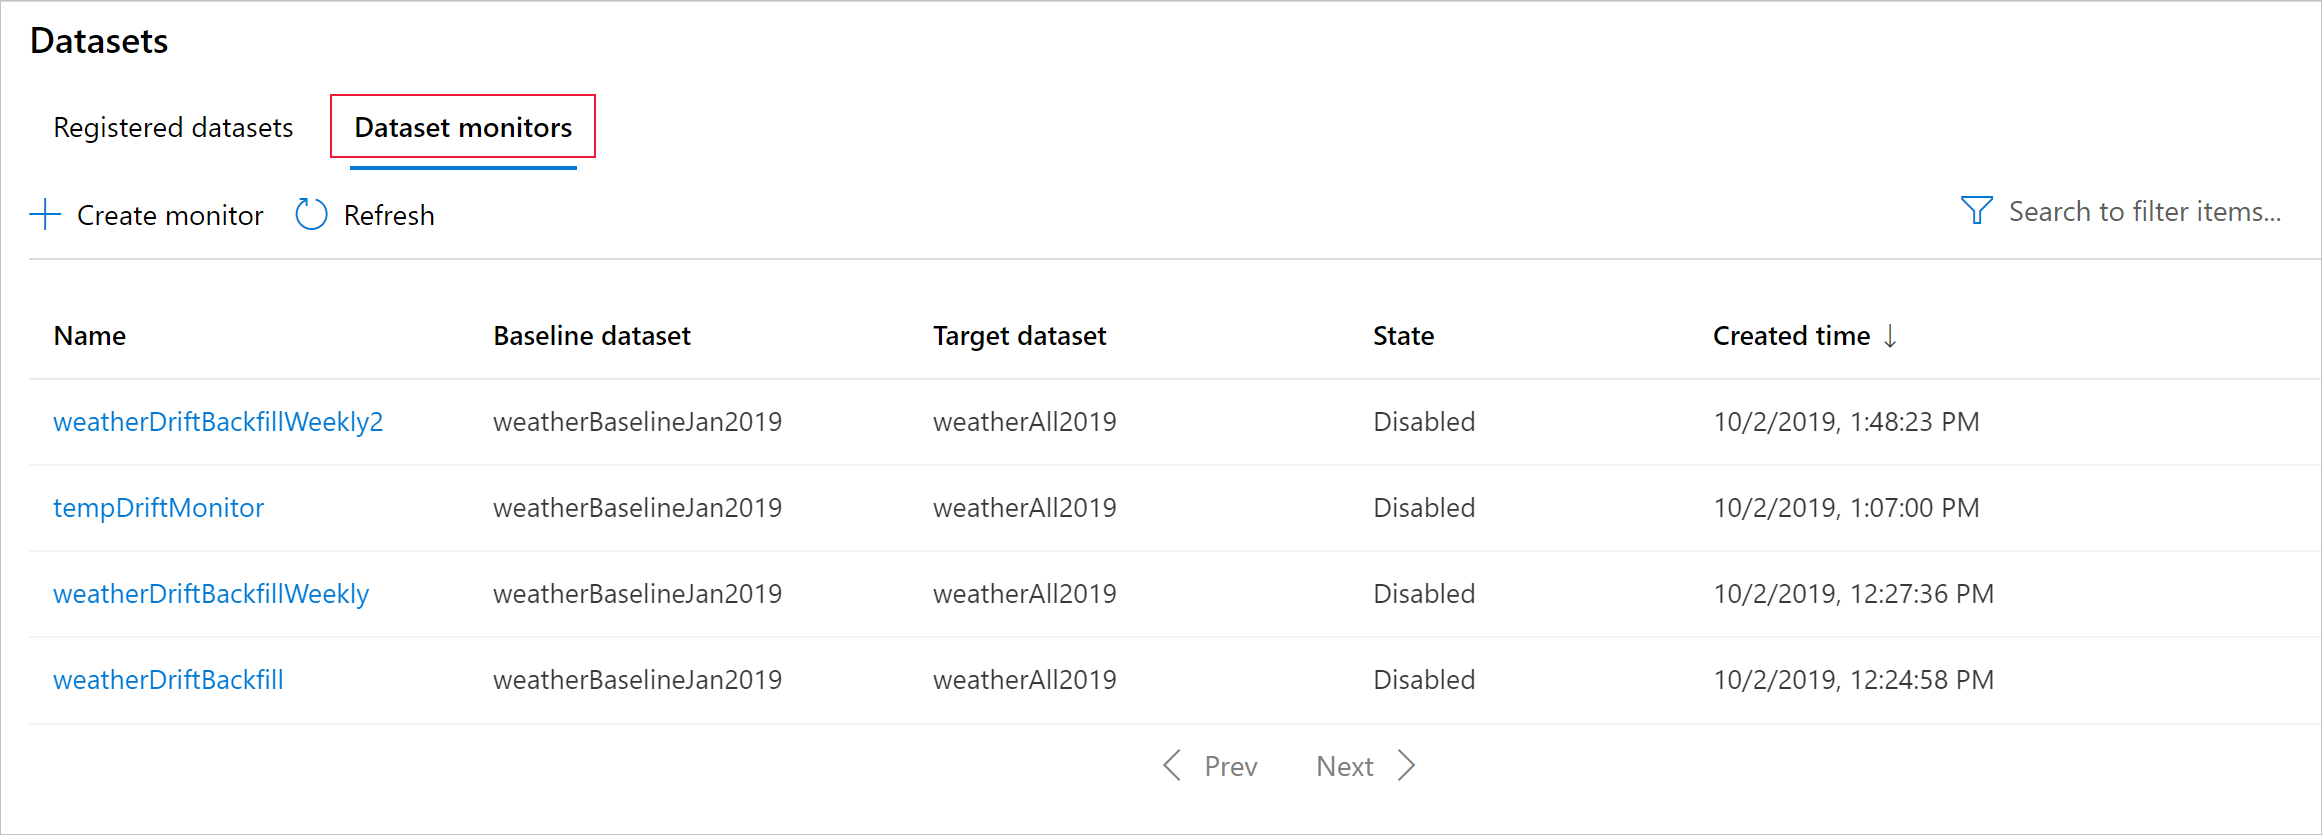 Datasets
Registered datasets Dataset monitors
Create monitor Refresh Search to filter items...
Name Baseline dataset Target dataset State Created time ↓
weatherDriftBackfillWeekly2 weatherBaselineJan2019 weatherAll2019 Disabled 10/2/2019, 1:48:23 PM
tempDriftMonitor weatherBaselineJan2019 weatherAll2019 Disabled 10/2/2019, 1:07:00 PM
weatherDriftBackfillWeekly weatherBaselineJan2019 weatherAll2019 Disabled 10/2/2019, 12:27:36 PM
weatherDriftBackfill weatherBaselineJan2019 weatherAll2019 Disabled 10/2/2019, 12:24:58 PM
Prev Next